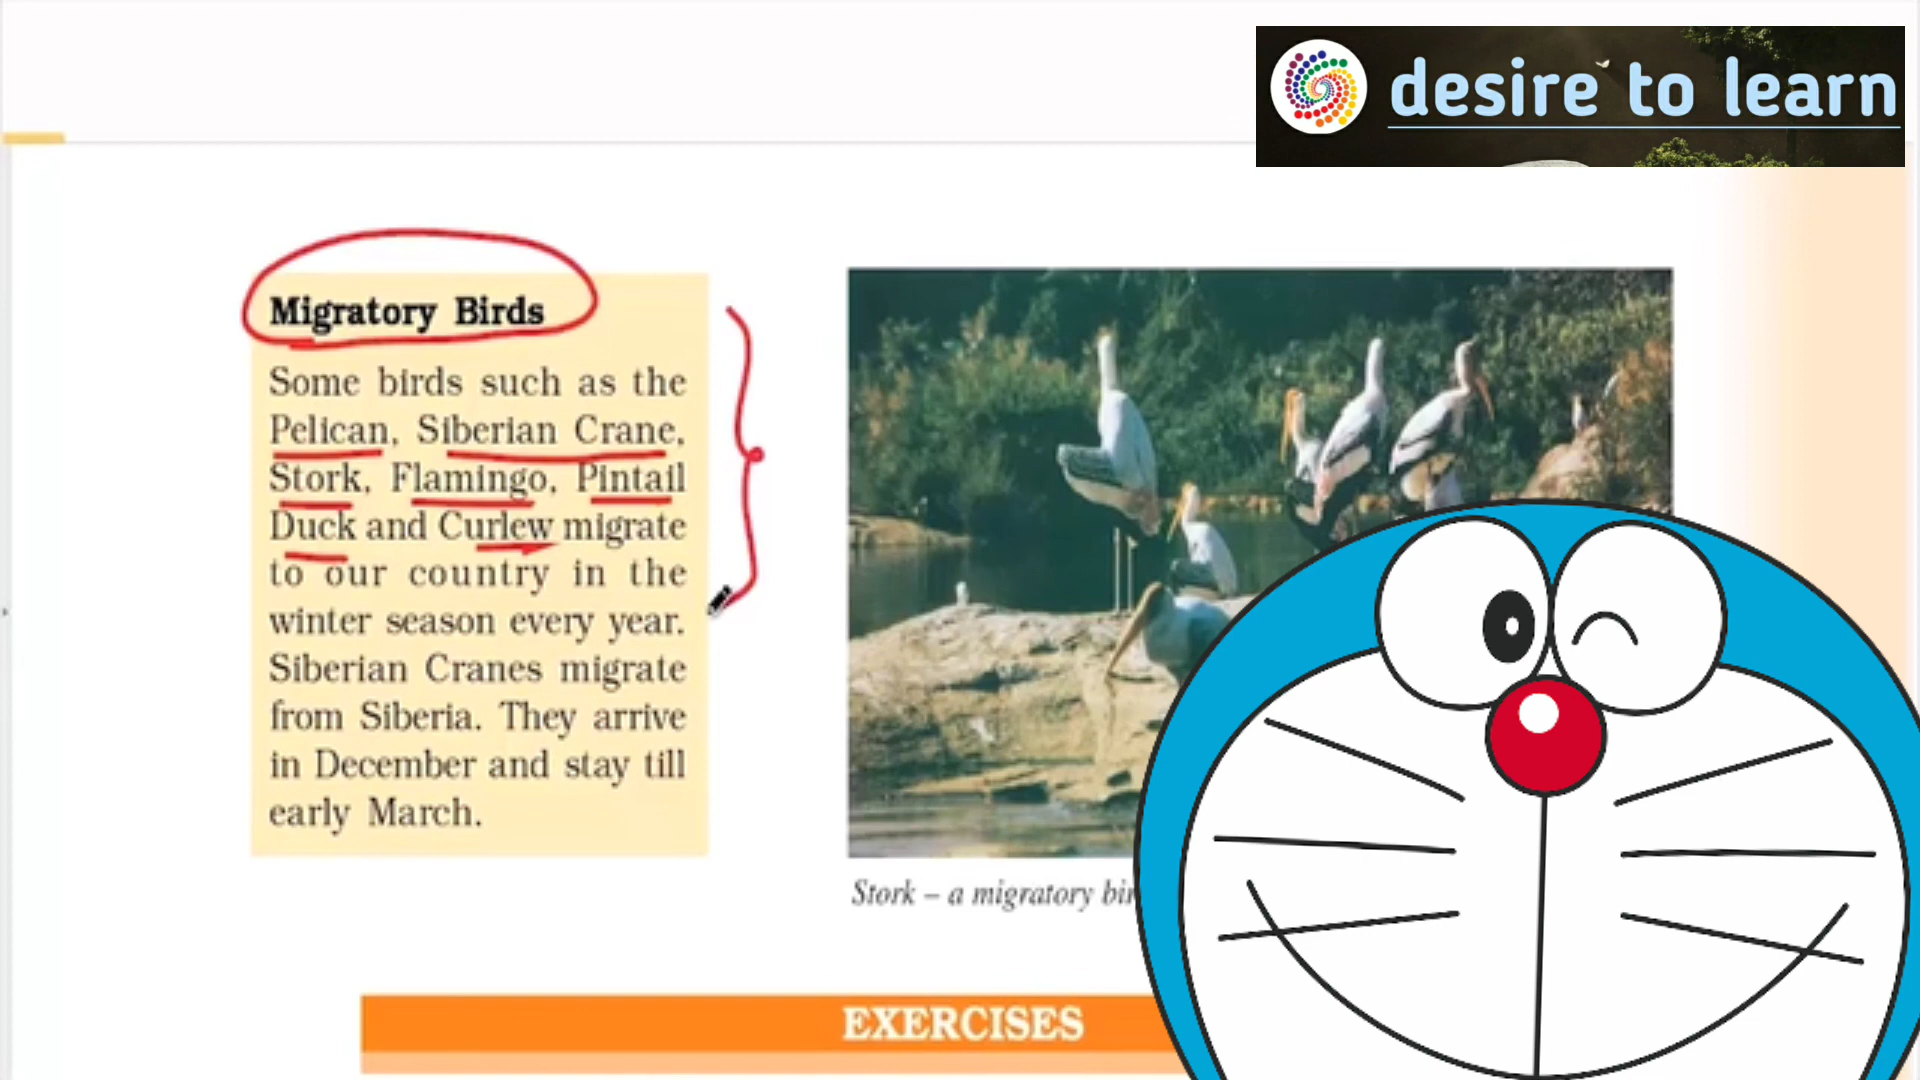 desire to learn
Migratory Birds
Some birds such as the
Pelican, Siberian Crane,
Stork, Flamingo, Pintail
Duck and Curlew migrate
to our country in the
winter season every year.
Siberian Cranes migrate
from Siberia. They arrive
in December and stay till
early March.
Stork – a migratory
EXERCISES